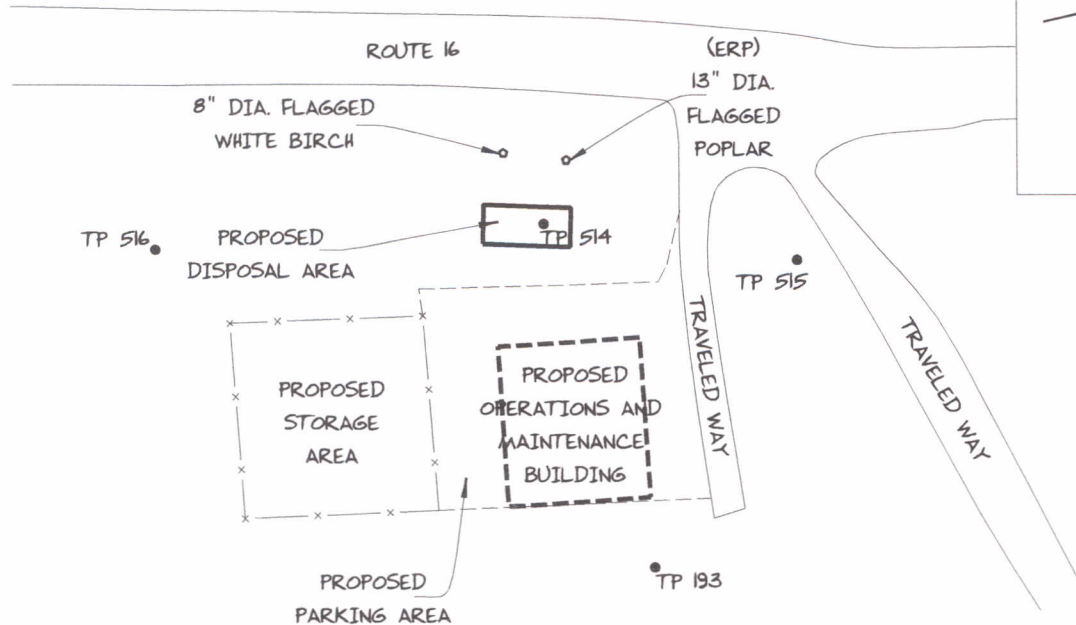 ROUTE 16
(ERP)
13" DIA.
FLAGGED
POPLAR
8" DIA. FLAGGED
WHITE BIRCH
TP 516
PROPOSED
DISPOSAL AREA
TP 514
TP 515
TRAVELED WAY
TRAVELED WAY
PROPOSED
STORAGE
AREA
PROPOSED
OPERATIONS AND
MAINTENANCE
BUILDING
PROPOSED
PARKING AREA
TP 193